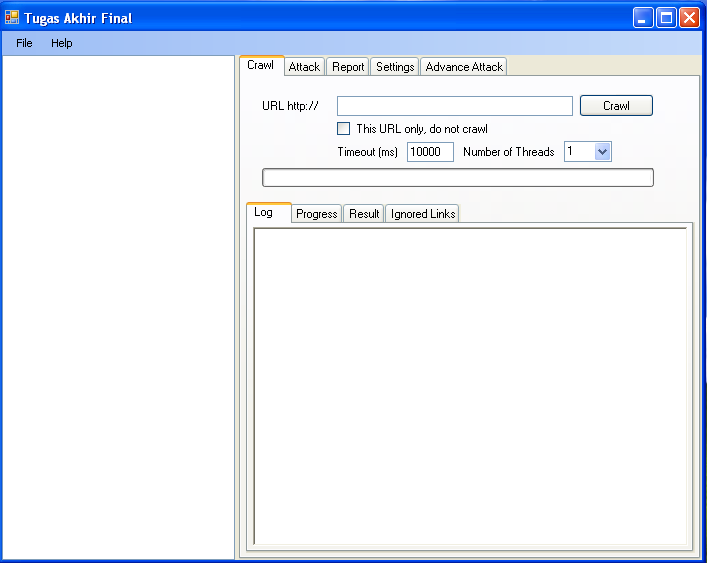 Tugas Akhir Final
File Help
Crawl Attack Report Settings Advance Attack
URL http:// Crawl
This URL only, do not crawl
Timeout (ms) 10000 Number of Threads 1
Log Progress Result Ignored Links